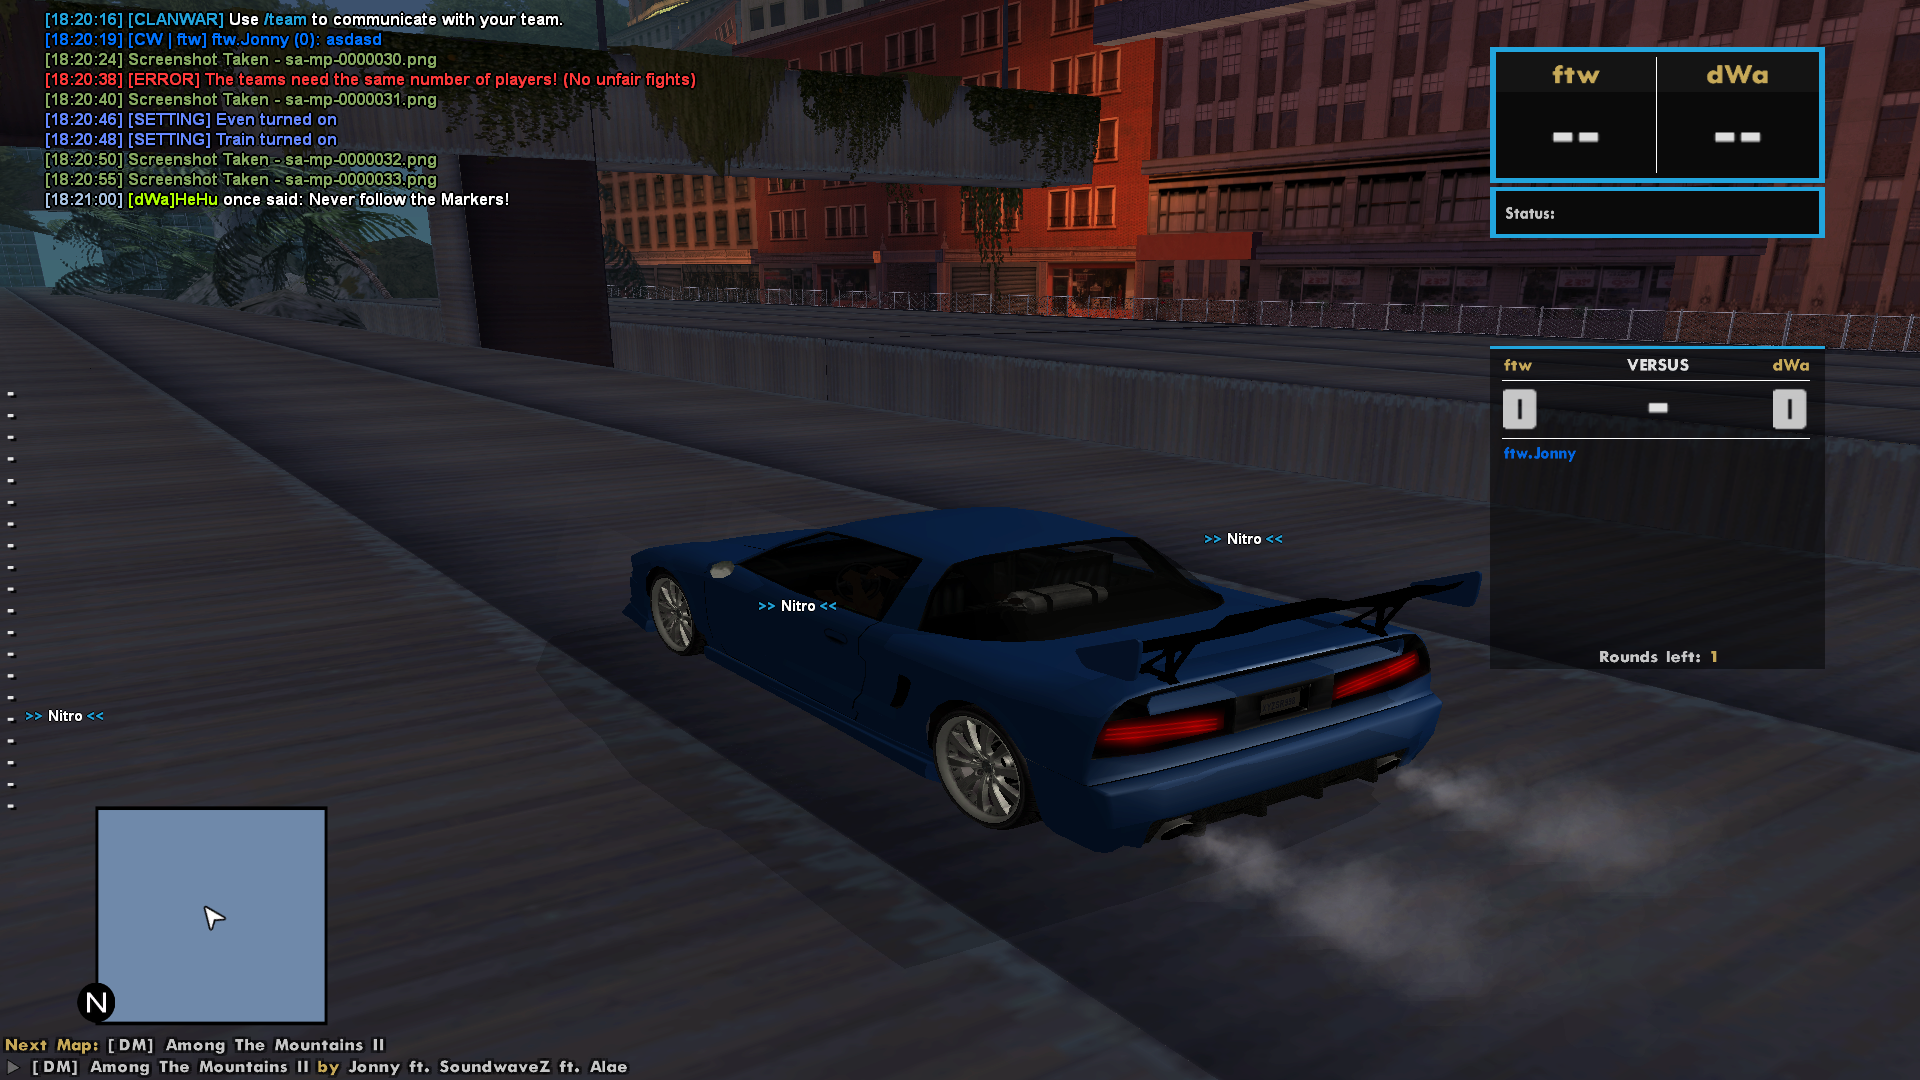 [18:20:16] [CLANWAR] Use /team to communicate with your team.
[18:20:19] [CW | ftw] ftw.Jonny (0): asdasd
[18:20:24] Screenshot Taken - sa-mp-0000030.png
[18:20:38] [ERROR] The teams need the same number of players! (No unfair fights)
[18:20:40] Screenshot Taken - sa-mp-0000031.png
[18:20:46] [SETTING] Even turned on
[18:20:48] [SETTING] Train turned on
[18:20:50] Screenshot Taken - sa-mp-0000032.png
[18:20:55] Screenshot Taken - sa-mp-0000033.png
[18:21:00] [dWa]HeHu once said: Never follow the Markers!
ftw dWa
-- --
Status:
ftw VERSUS dWa
1 - 1
ftw.Jonny
Rounds left: 1
>> Nitro <<
>> Nitro <<
>> Nitro <<
N
Next Map: [DM] Among The Mountains II
[DM] Among The Mountains II by Jonny ft. SoundwaveZ ft. Alae